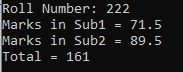 Roll Number: 222
Marks in Sub1 = 71.5
Marks in Sub2 = 89.5
Total = 161